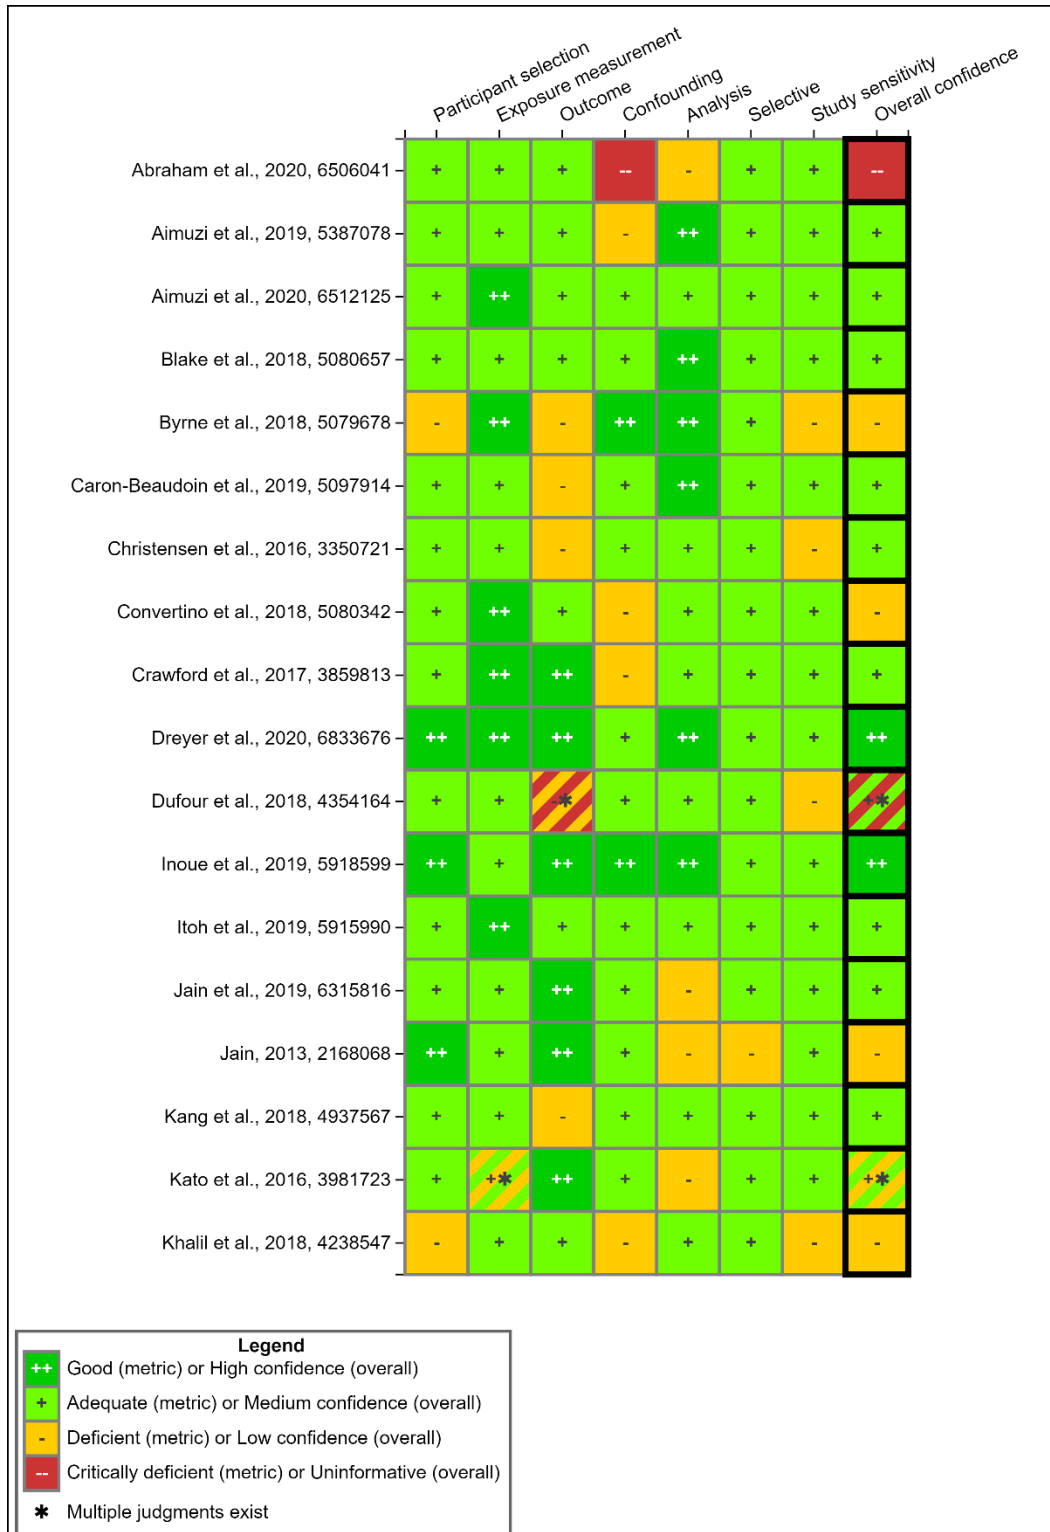 Participant selection
Exposure measurement
Outcome
Confounding
Analysis
Selective
Study sensitivity
Overall confidence
Abraham et al., 2020, 6506041 + + + -- - + + --
Aimuzi et al., 2019, 5387078 + + + - ++ + + +
Aimuzi et al., 2020, 6512125 + ++ + + + + + +
Blake et al., 2018, 5080657 + + + + ++ + + +
Byrne et al., 2018, 5079678 - ++ - ++ ++ + - -
Caron-Beaudoin et al., 2019, 5097914 + + - + ++ + + +
Christensen et al., 2016, 3350721 + + - + + + - +
Convertino et al., 2018, 5080342 + ++ + - + + + -
Crawford et al., 2017, 3859813 + ++ ++ - + + + +
Dreyer et al., 2020, 6833676 ++ ++ ++ + ++ + + ++
Dufour et al., 2018, 4354164 + + -✱ + + + - +✱
Inoue et al., 2019, 5918599 ++ + ++ ++ ++ + + ++
Itoh et al., 2019, 5915990 + ++ + + + + + +
Jain et al., 2019, 6315816 + + ++ + - + + +
Jain, 2013, 2168068 ++ + ++ + - - + -
Kang et al., 2018, 4937567 + + - + + + + +
Kato et al., 2016, 3981723 + +✱ ++ + - + + +✱
Khalil et al., 2018, 4238547 - + + - + + - -
Legend
++ Good (metric) or High confidence (overall)
+ Adequate (metric) or Medium confidence (overall)
- Deficient (metric) or Low confidence (overall)
-- Critically deficient (metric) or Uninformative (overall)
✱ Multiple judgments exist